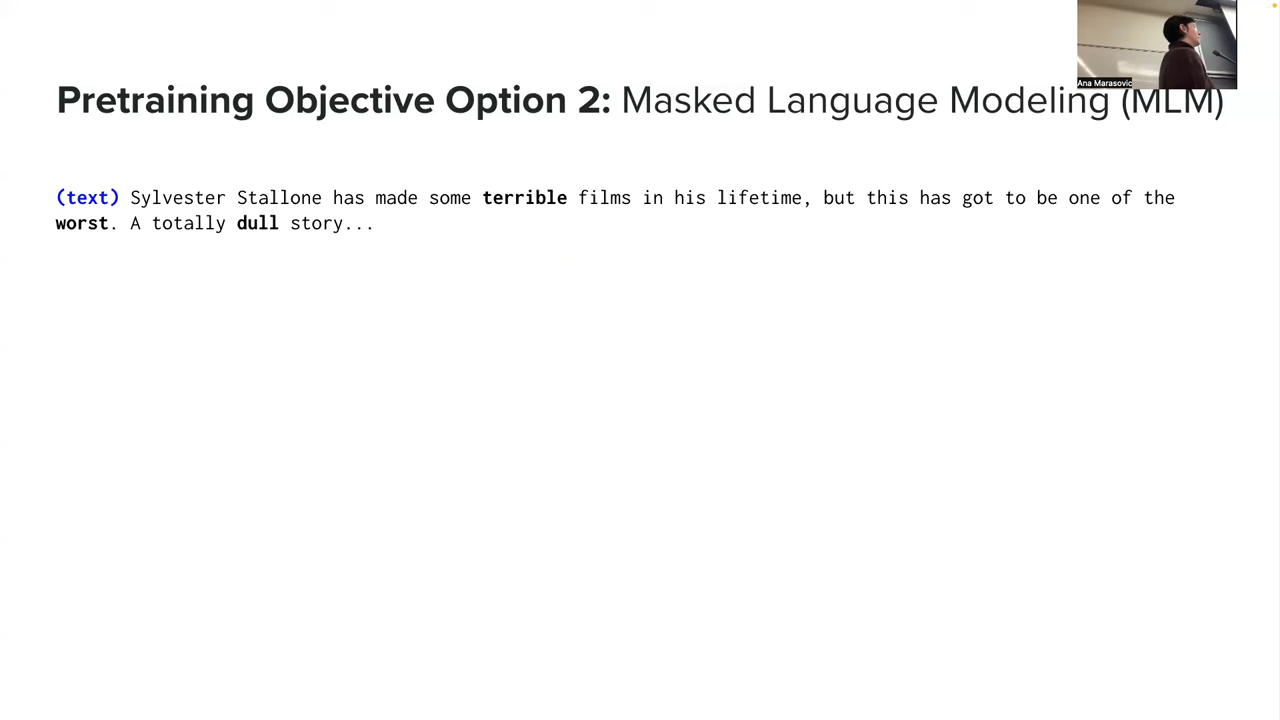 Ana Marasovic
Pretraining Objective Option 2: Masked Language Modeling (MLM)
(text) Sylvester Stallone has made some terrible films in his lifetime, but this has got to be one of the
worst. A totally dull story...